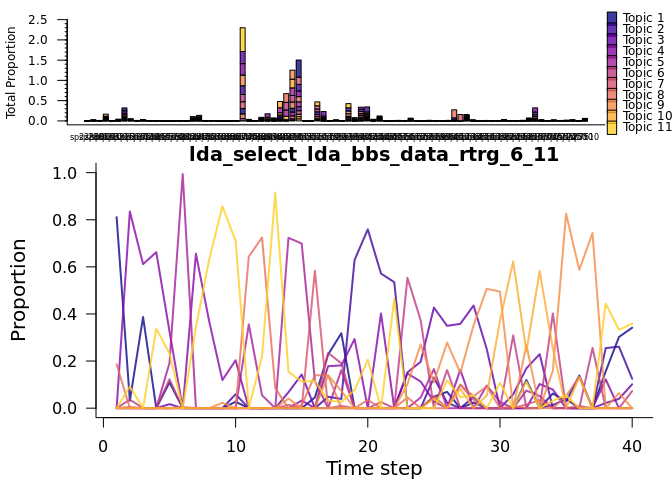 2.5
2.0
1.5
1.0
0.5
0.0
Total Proportion
Topic 1
Topic 2
Topic 3
Topic 4
Topic 5
Topic 6
Topic 7
Topic 8
Topic 9
Topic 10
Topic 11
lda_select_lda_bbs_data_rtrg_6_11
1.0
0.8
0.6
0.4
0.2
0.0
Proportion
0 10 20 30 40
Time step